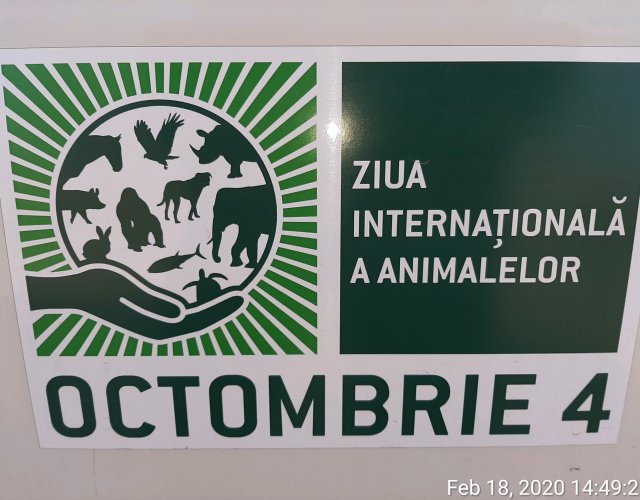 ZIUA
INTERNAȚIONALĂ
A ANIMALELOR
OCTOMBRIE 4
Feb 18, 2020 14:49:2